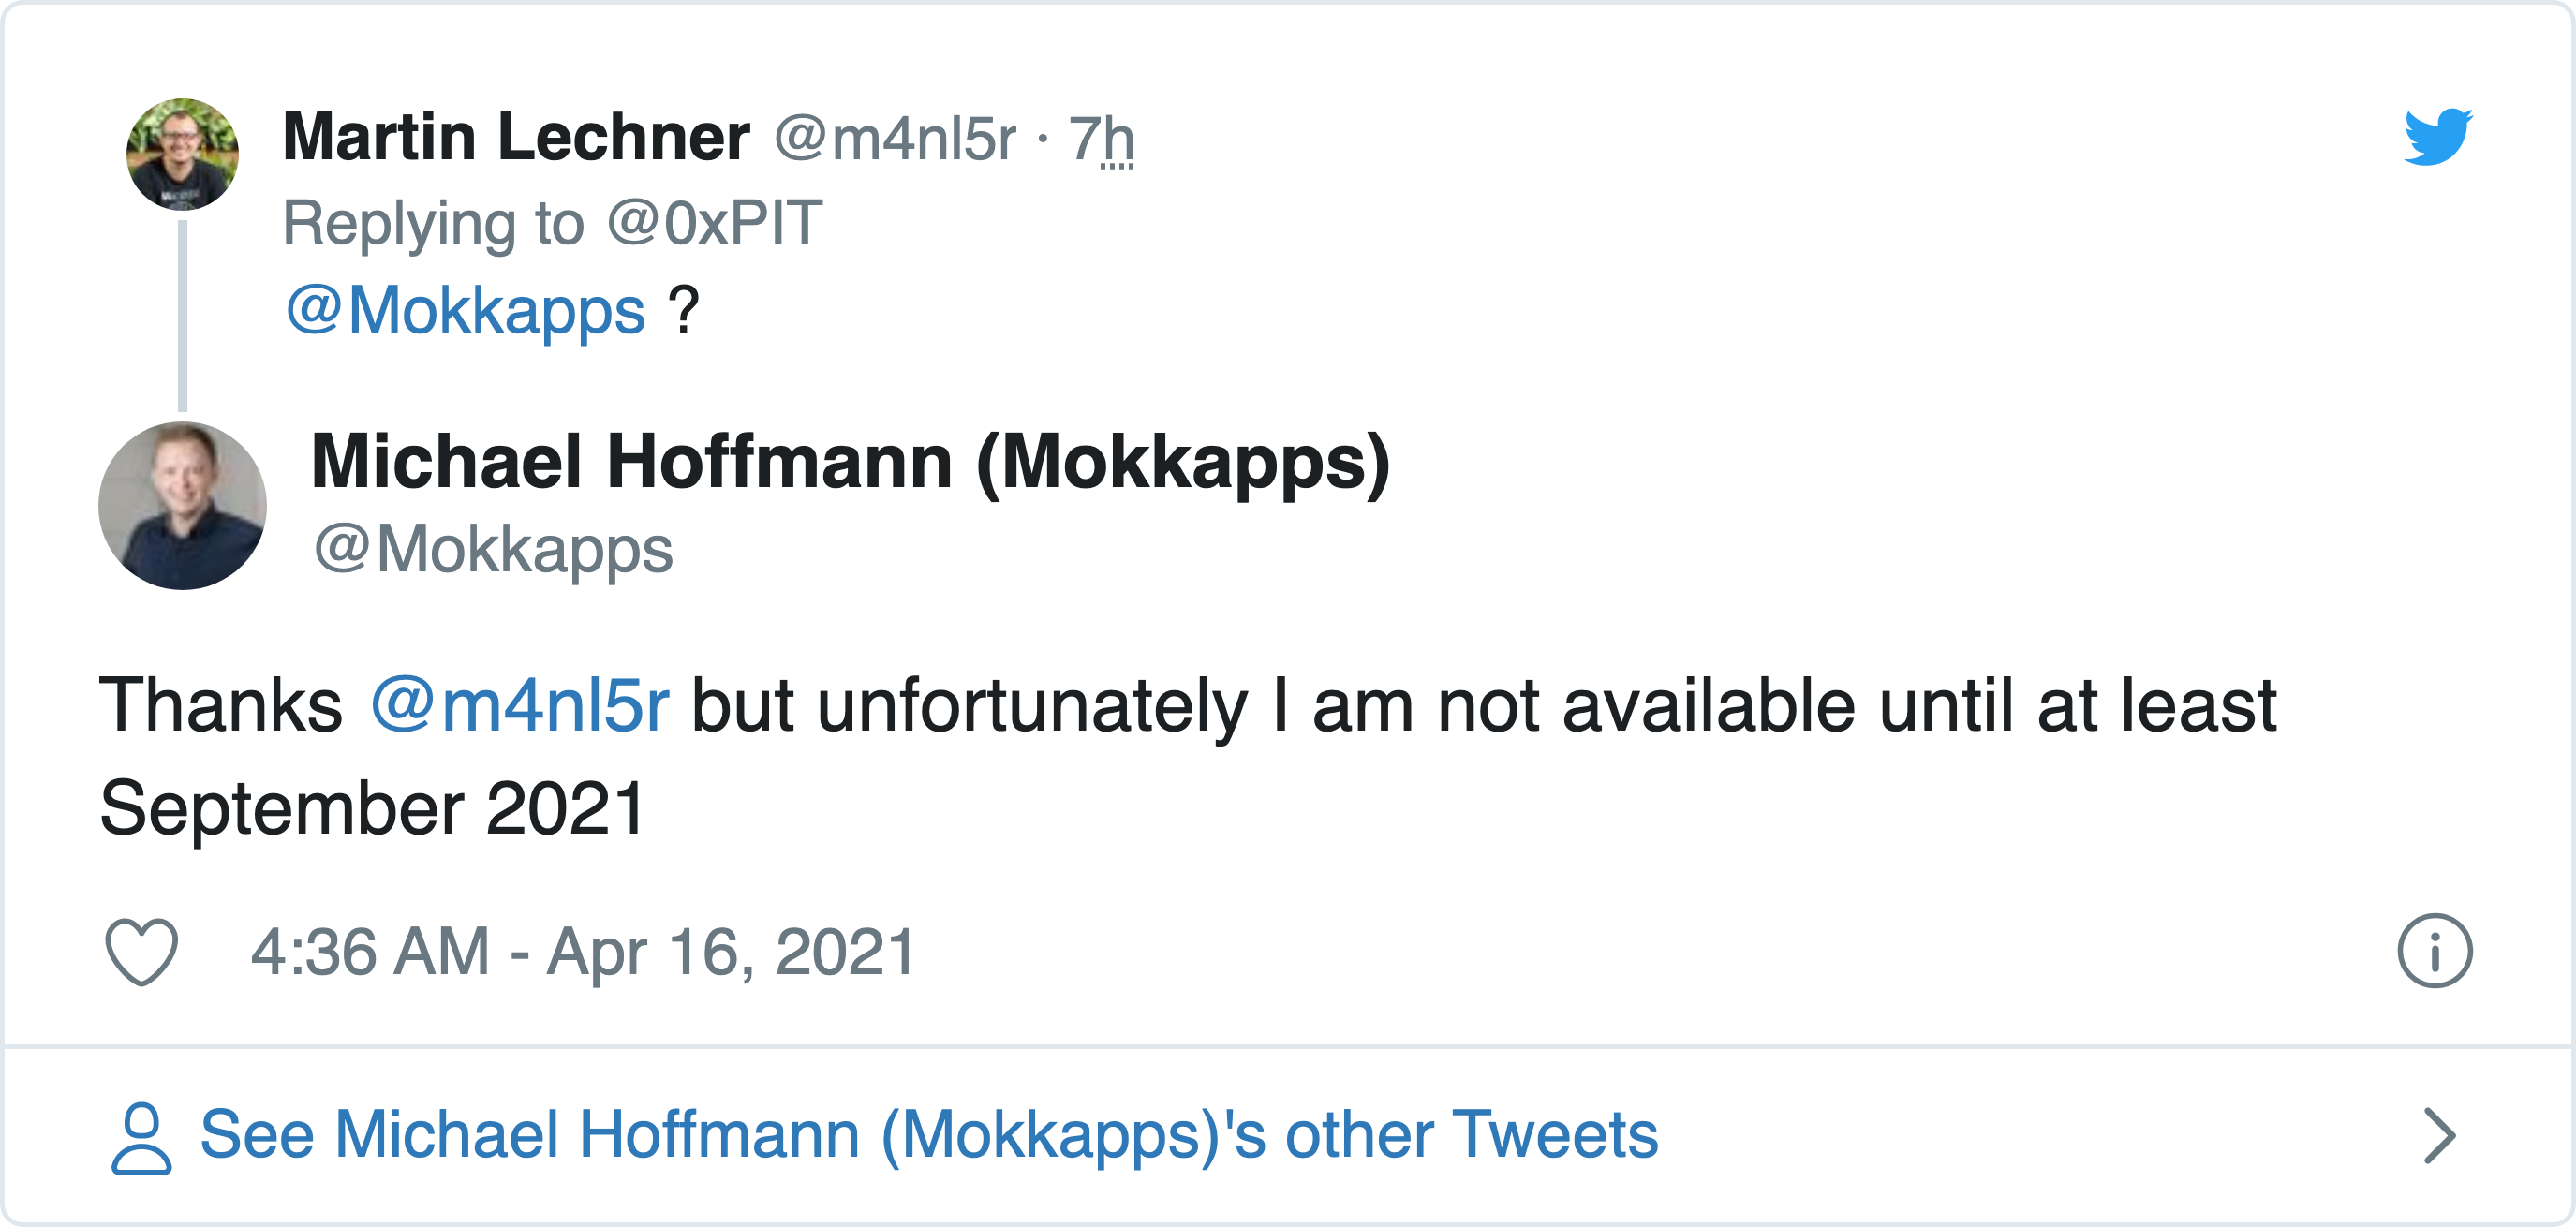 Martin Lechner @m4nl5r · 7h
Replying to @0xPIT
@Mokkapps ?
Michael Hoffmann (Mokkapps)
@Mokkapps
Thanks @m4nl5r but unfortunately I am not available until at least
September 2021
4:36 AM - Apr 16, 2021
See Michael Hoffmann (Mokkapps)'s other Tweets